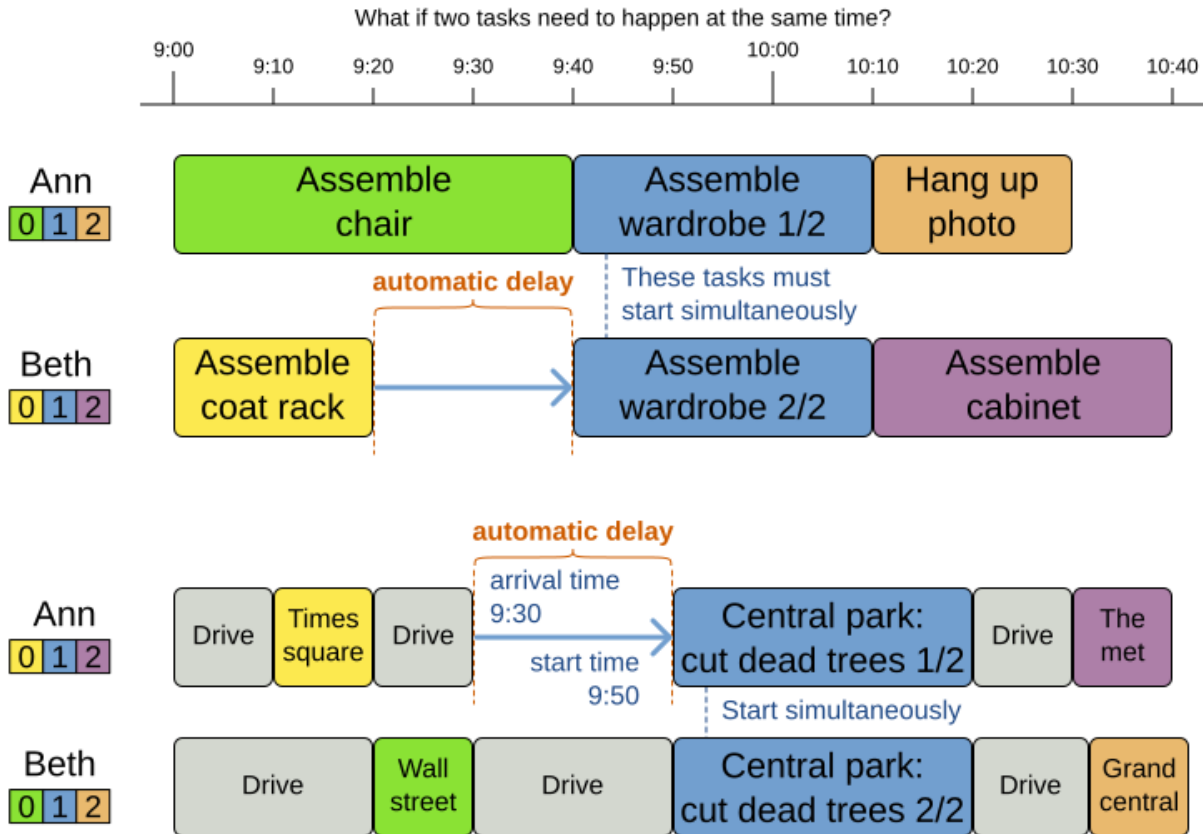 What if two tasks need to happen at the same time?
9:00 10:00
9:10 9:20 9:30 9:40 9:50 10:10 10:20 10:30 10:40
Ann
0 1 2
Assemble
chair
Assemble
wardrobe 1/2
Hang up
photo
automatic delay
These tasks must
start simultaneously
Beth
0 1 2
Assemble
coat rack
Assemble
wardrobe 2/2
Assemble
cabinet
automatic delay
Ann
0 1 2
Drive
Times
square
Drive
arrival time
9:30
start time
9:50
Central park:
cut dead trees 1/2
Drive
The
met
Start simultaneously
Beth
0 1 2
Drive
Wall
street
Drive
Central park:
cut dead trees 2/2
Drive
Grand
central